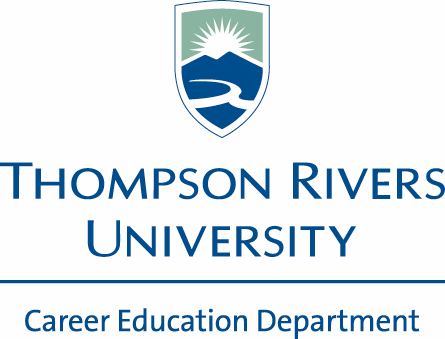 THOMPSON RIVERS
UNIVERSITY
Career Education Department